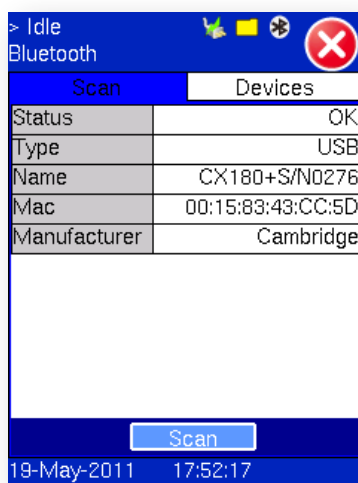 > Idle
Bluetooth
Scan Devices
Status OK
Type USB
Name CX180+S/N0276
Mac 00:15:83:43:CC:5D
Manufacturer Cambridge
Scan
19-May-2011 17:52:17